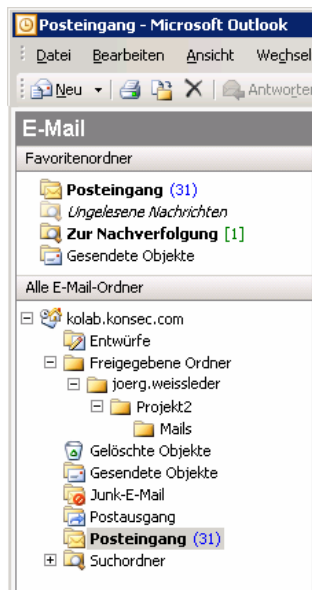 Posteingang - Microsoft Outlook
Datei Bearbeiten Ansicht Wechsel
Neu Antworten
E-Mail
Favoritenordner
Posteingang (31)
Ungelesene Nachrichten
Zur Nachverfolgung [1]
Gesendete Objekte
Alle E-Mail-Ordner
kolab.konsec.com
Entwürfe
Freigegebene Ordner
joerg.weissleder
Projekt2
Mails
Gelöschte Objekte
Gesendete Objekte
Junk-E-Mail
Postausgang
Posteingang (31)
Suchordner